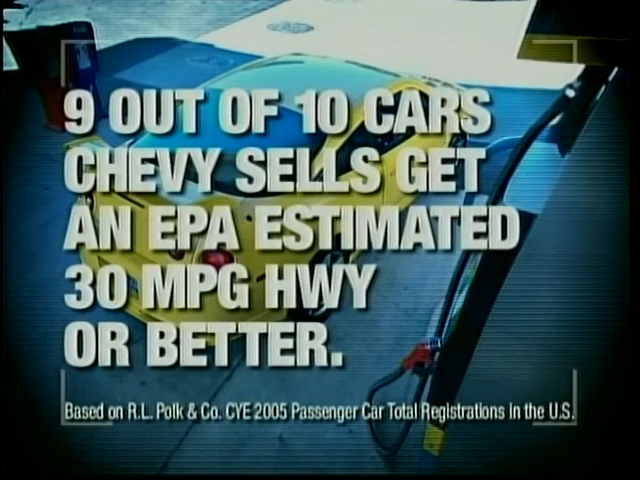 9 OUT OF 10 CARS
CHEVY SELLS GET
AN EPA ESTIMATED
30 MPG HWY
OR BETTER.
Based on R.L. Polk & Co. CYE 2005 Passenger Car Total Registrations in the U.S.